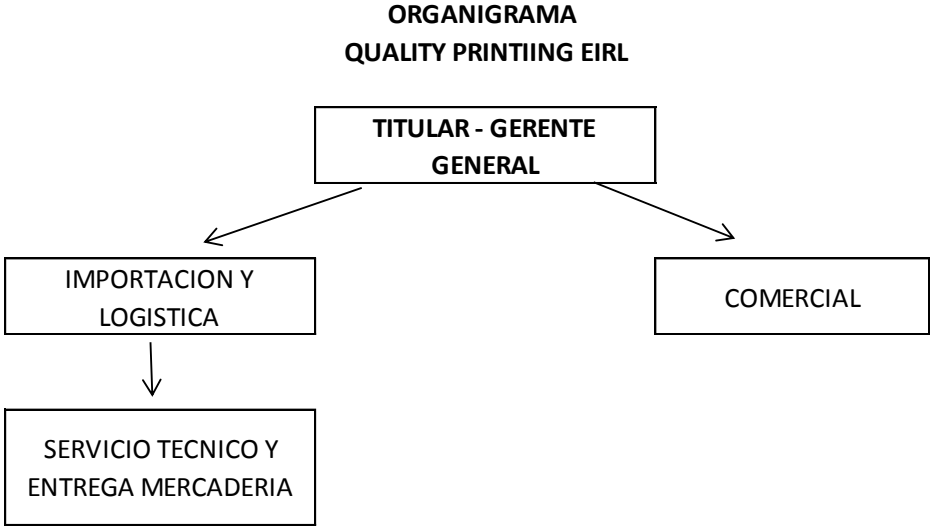 ORGANIGRAMA
QUALITY PRINTIING EIRL
TITULAR - GERENTE
GENERAL
IMPORTACION Y
LOGISTICA
COMERCIAL
SERVICIO TECNICO Y
ENTREGA MERCADERIA